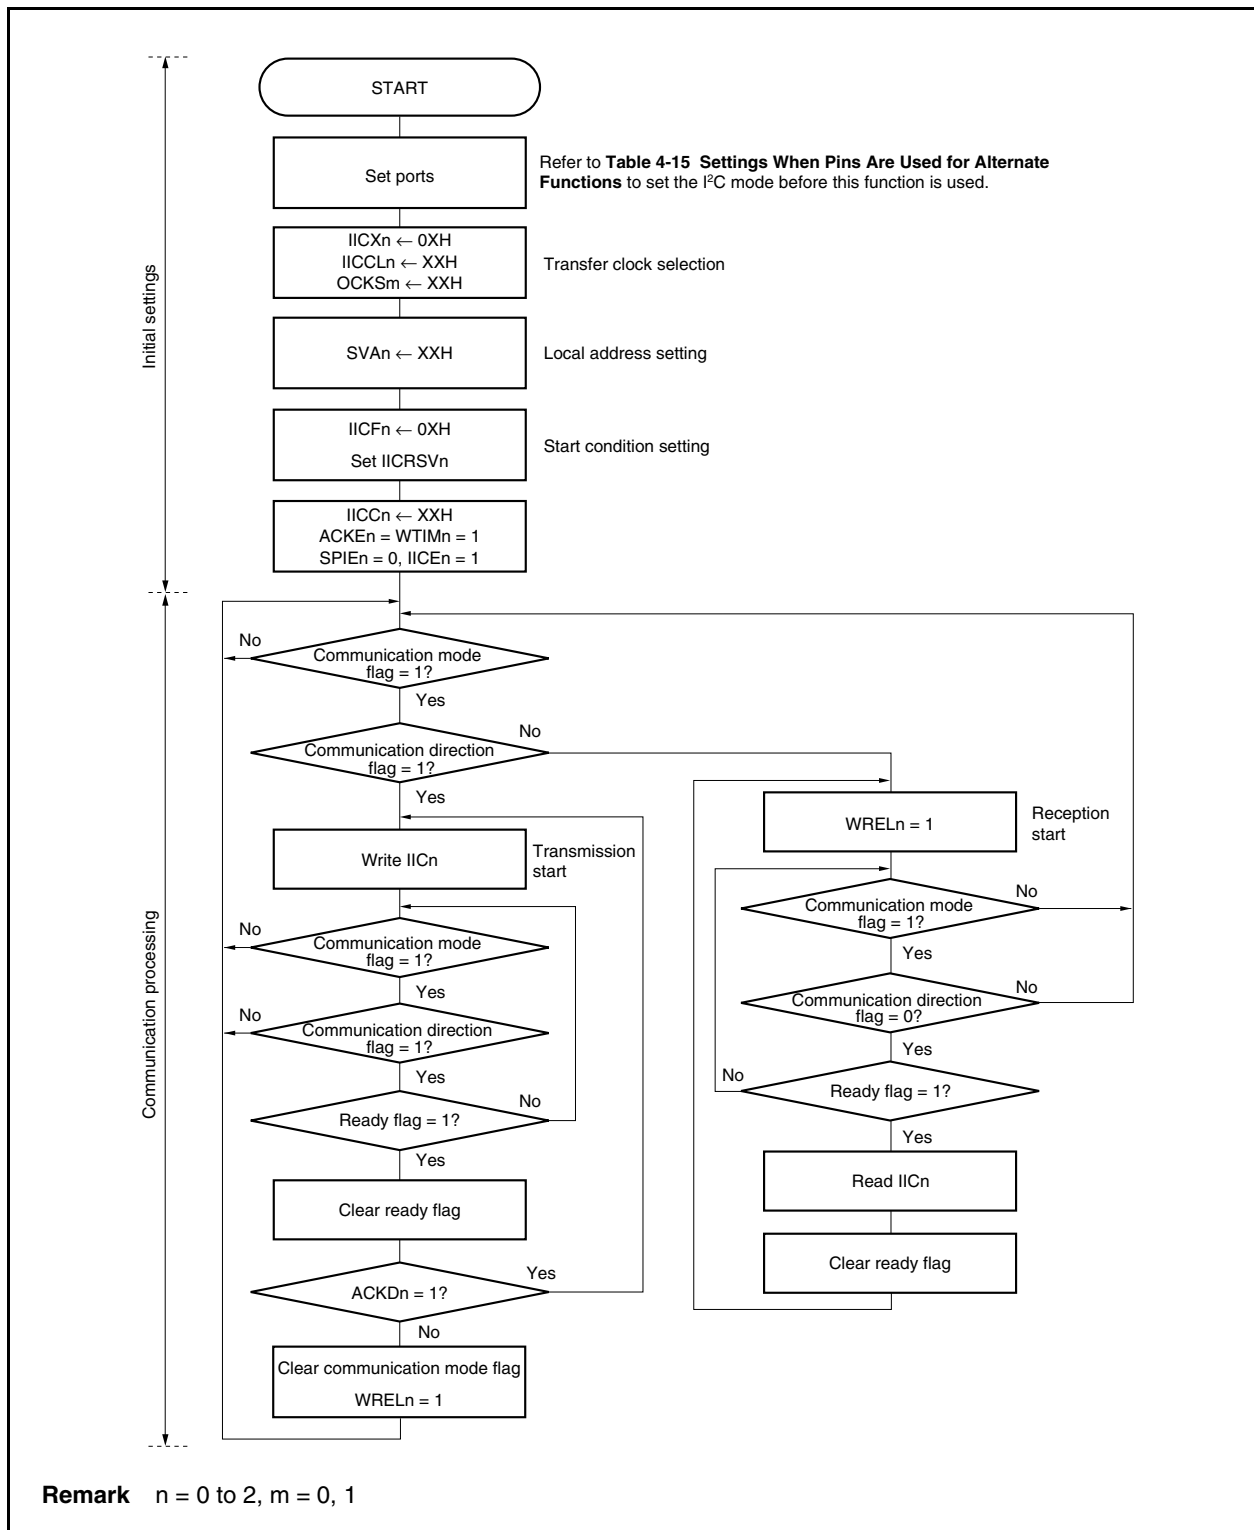 START
Set ports
Refer to Table 4-15 Settings When Pins Are Used for Alternate
Functions to set the I²C mode before this function is used.
IICXn ← 0XH
IICCLn ← XXH
OCKSm ← XXH
Transfer clock selection
Initial settings
SVAn ← XXH
Local address setting
IICFn ← 0XH
Set IICRSVn
Start condition setting
IICCn ← XXH
ACKEn = WTIMn = 1
SPIEn = 0, IICEn = 1
Communication processing
No
Communication mode
flag = 1?
Yes
No
Communication direction
flag = 1?
Yes
Write IICn
Transmission
start
No
Communication mode
flag = 1?
Yes
No
Communication direction
flag = 1?
Yes
No
Ready flag = 1?
Yes
Clear ready flag
Yes
ACKDn = 1?
No
Clear communication mode flag
WRELn = 1
WRELn = 1
Reception
start
No
Communication mode
flag = 1?
Yes
No
Communication direction
flag = 0?
Yes
No
Ready flag = 1?
Yes
Read IICn
Clear ready flag
Remark n = 0 to 2, m = 0, 1